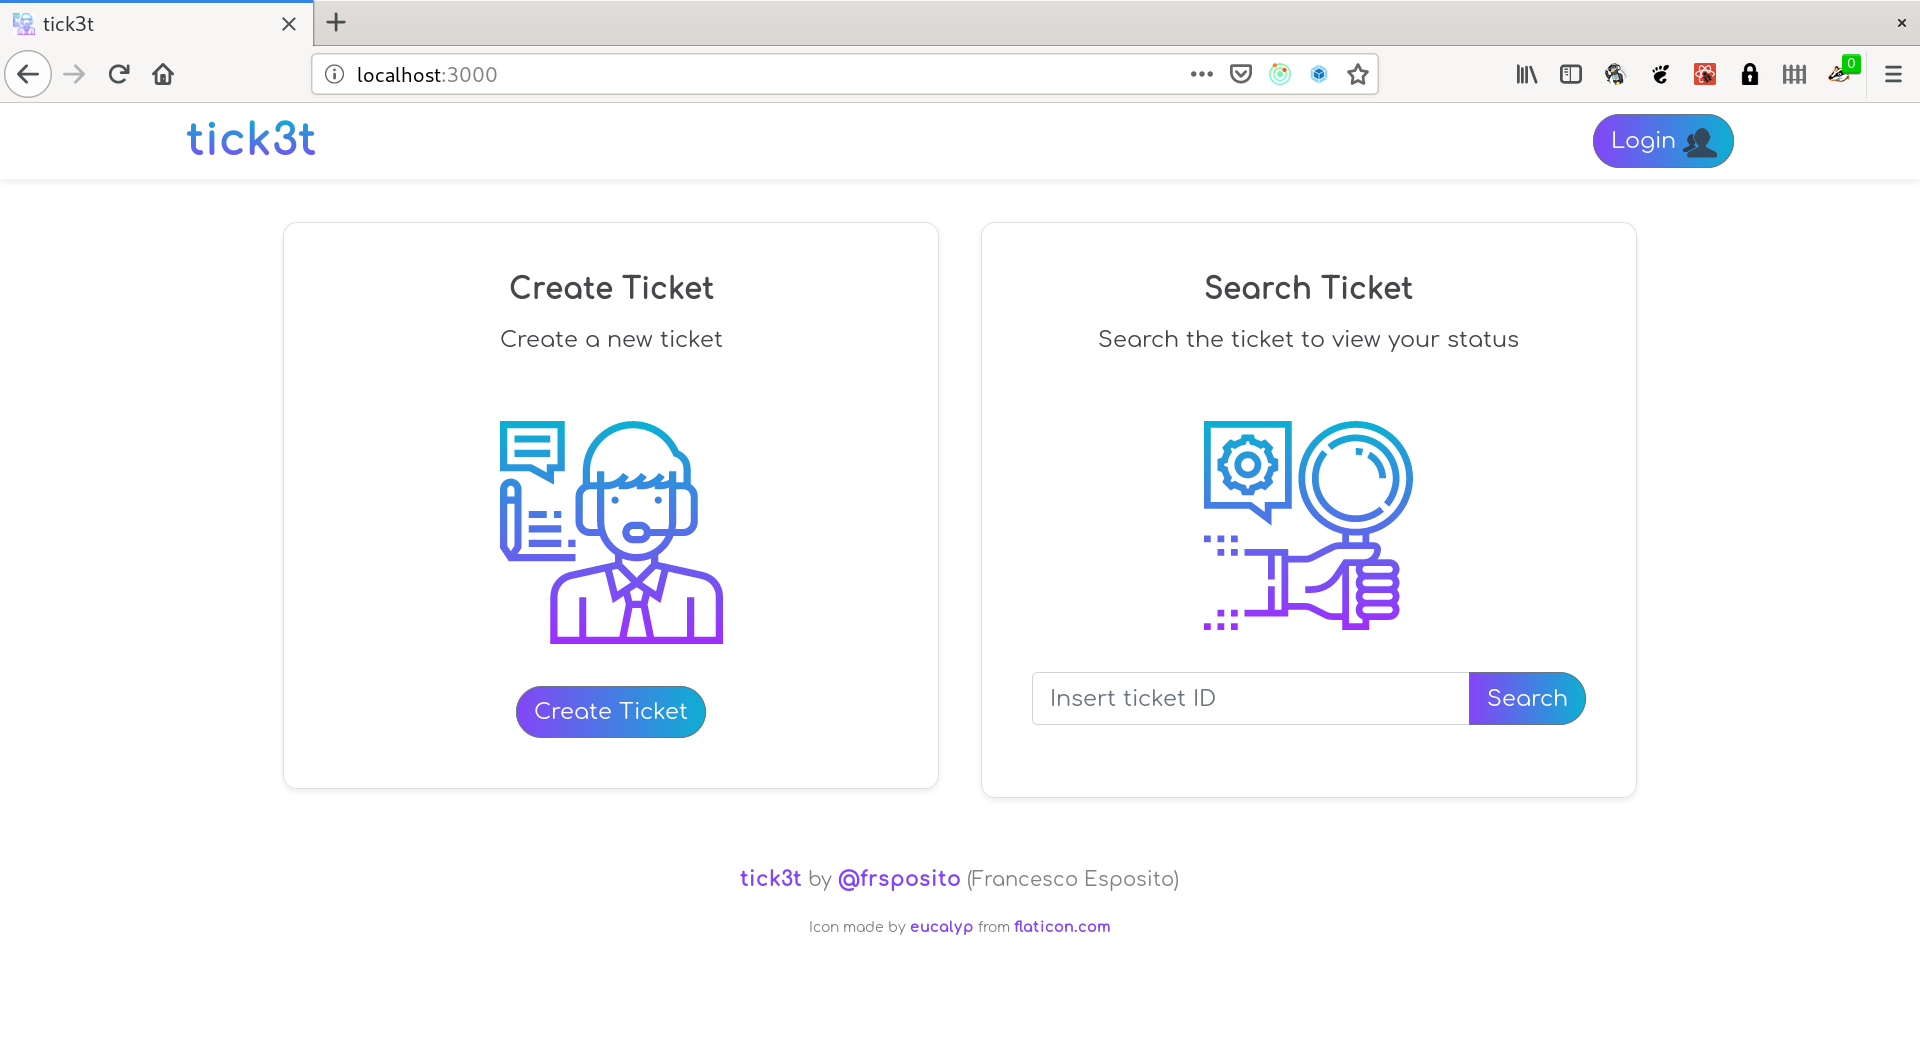 tick3t
localhost:3000
0
tick3t
Login
Create Ticket
Create a new ticket
Create Ticket
Search Ticket
Search the ticket to view your status
Insert ticket ID
Search
tick3t by @frsposito (Francesco Esposito)
Icon made by eucalyp from flaticon.com